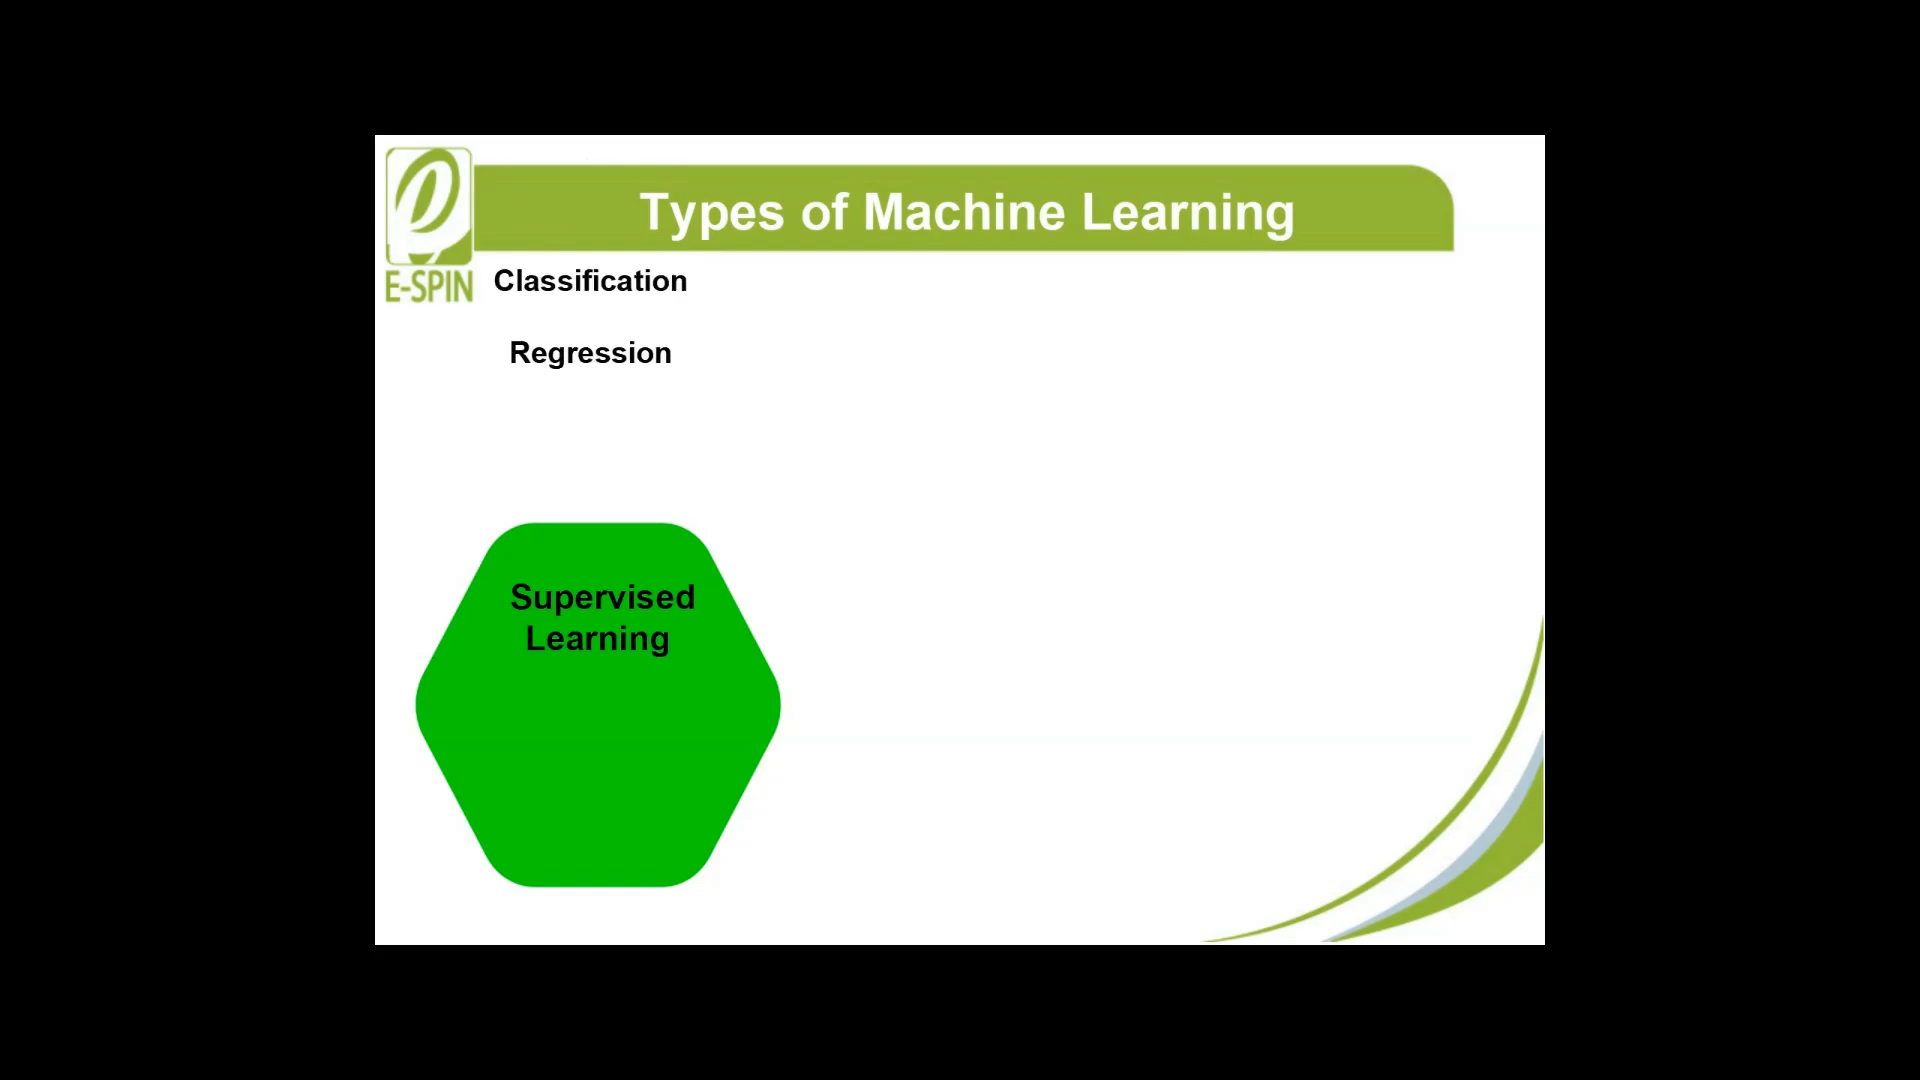 Types of Machine Learning
E-SPIN
Classification
Regression
Supervised
Learning